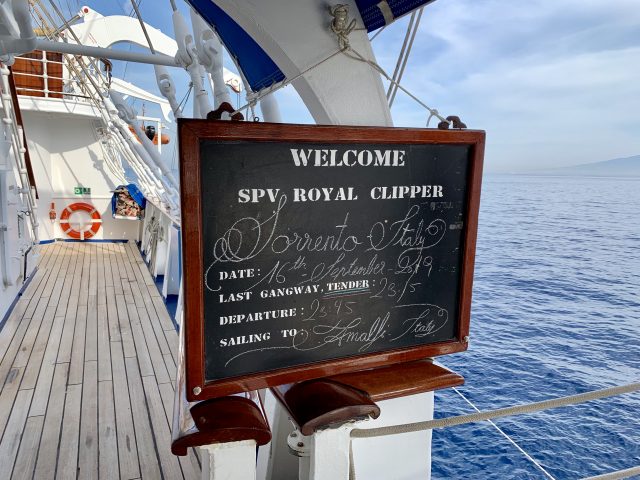 WELCOME
SPV ROYAL CLIPPER
Sorrento Italy
DATE: 16th September - 2019
LAST GANGWAY, TENDER: 23/5
DEPARTURE: 23:45
SAILING TO: Amalfi Italy